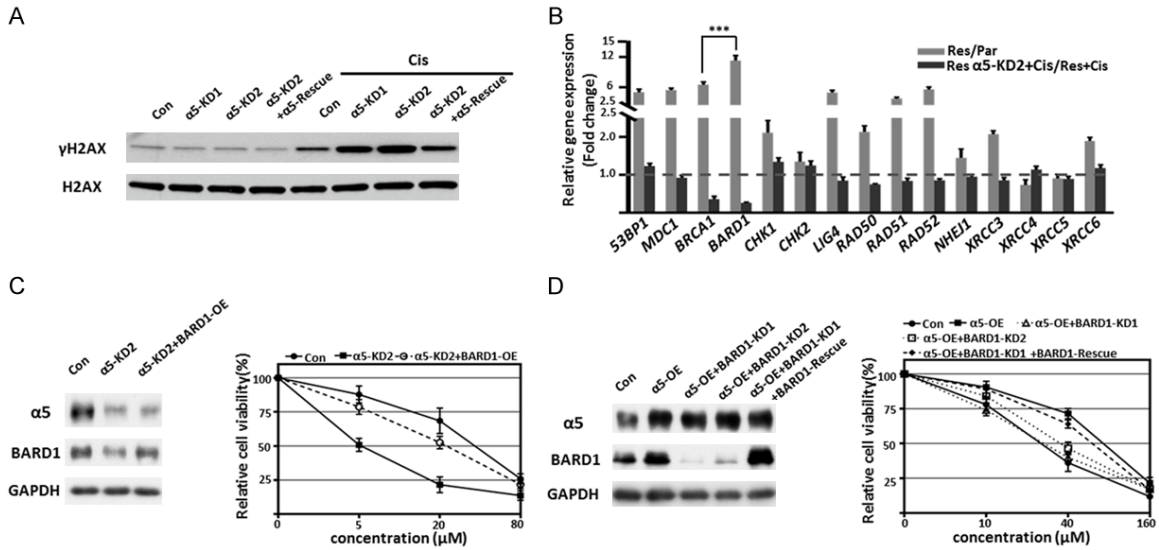 A
Cis
Con
α5-KD1
α5-KD2
α5-KD2
+α5-Rescue
Con
α5-KD1
α5-KD2
α5-KD2
+α5-Rescue
γH2AX
H2AX
B
Relative gene expression
(Fold change)
15
12
6
2.5
2.5
2.0
1.0
***
Res/Par
Res α5-KD2+Cis/Res+Cis
53BP1
MDC1
BRCA1
BARD1
CHK1
CHK2
LIG4
RAD50
RAD51
RAD52
NHEJ1
XRCC3
XRCC4
XRCC5
XRCC6
C
Con
α5-KD2
α5-KD2+BARD1-OE
α5
BARD1
GAPDH
Con
α5-KD2
α5-KD2+BARD1-OE
Relative cell viability(%)
100
75
50
25
0
5
20
80
concentration (μM)
D
Con
α5-OE
α5-OE+BARD1-KD1
α5-OE+BARD1-KD2
α5-OE+BARD1-KD1
+BARD1-Rescue
α5
BARD1
GAPDH
Con
α5-OE
α5-OE+BARD1-KD1
α5-OE+BARD1-KD2
α5-OE+BARD1-KD1 +BARD1-Rescue
Relative cell viability(%)
100
75
50
25
0
10
40
160
concentration (μM)